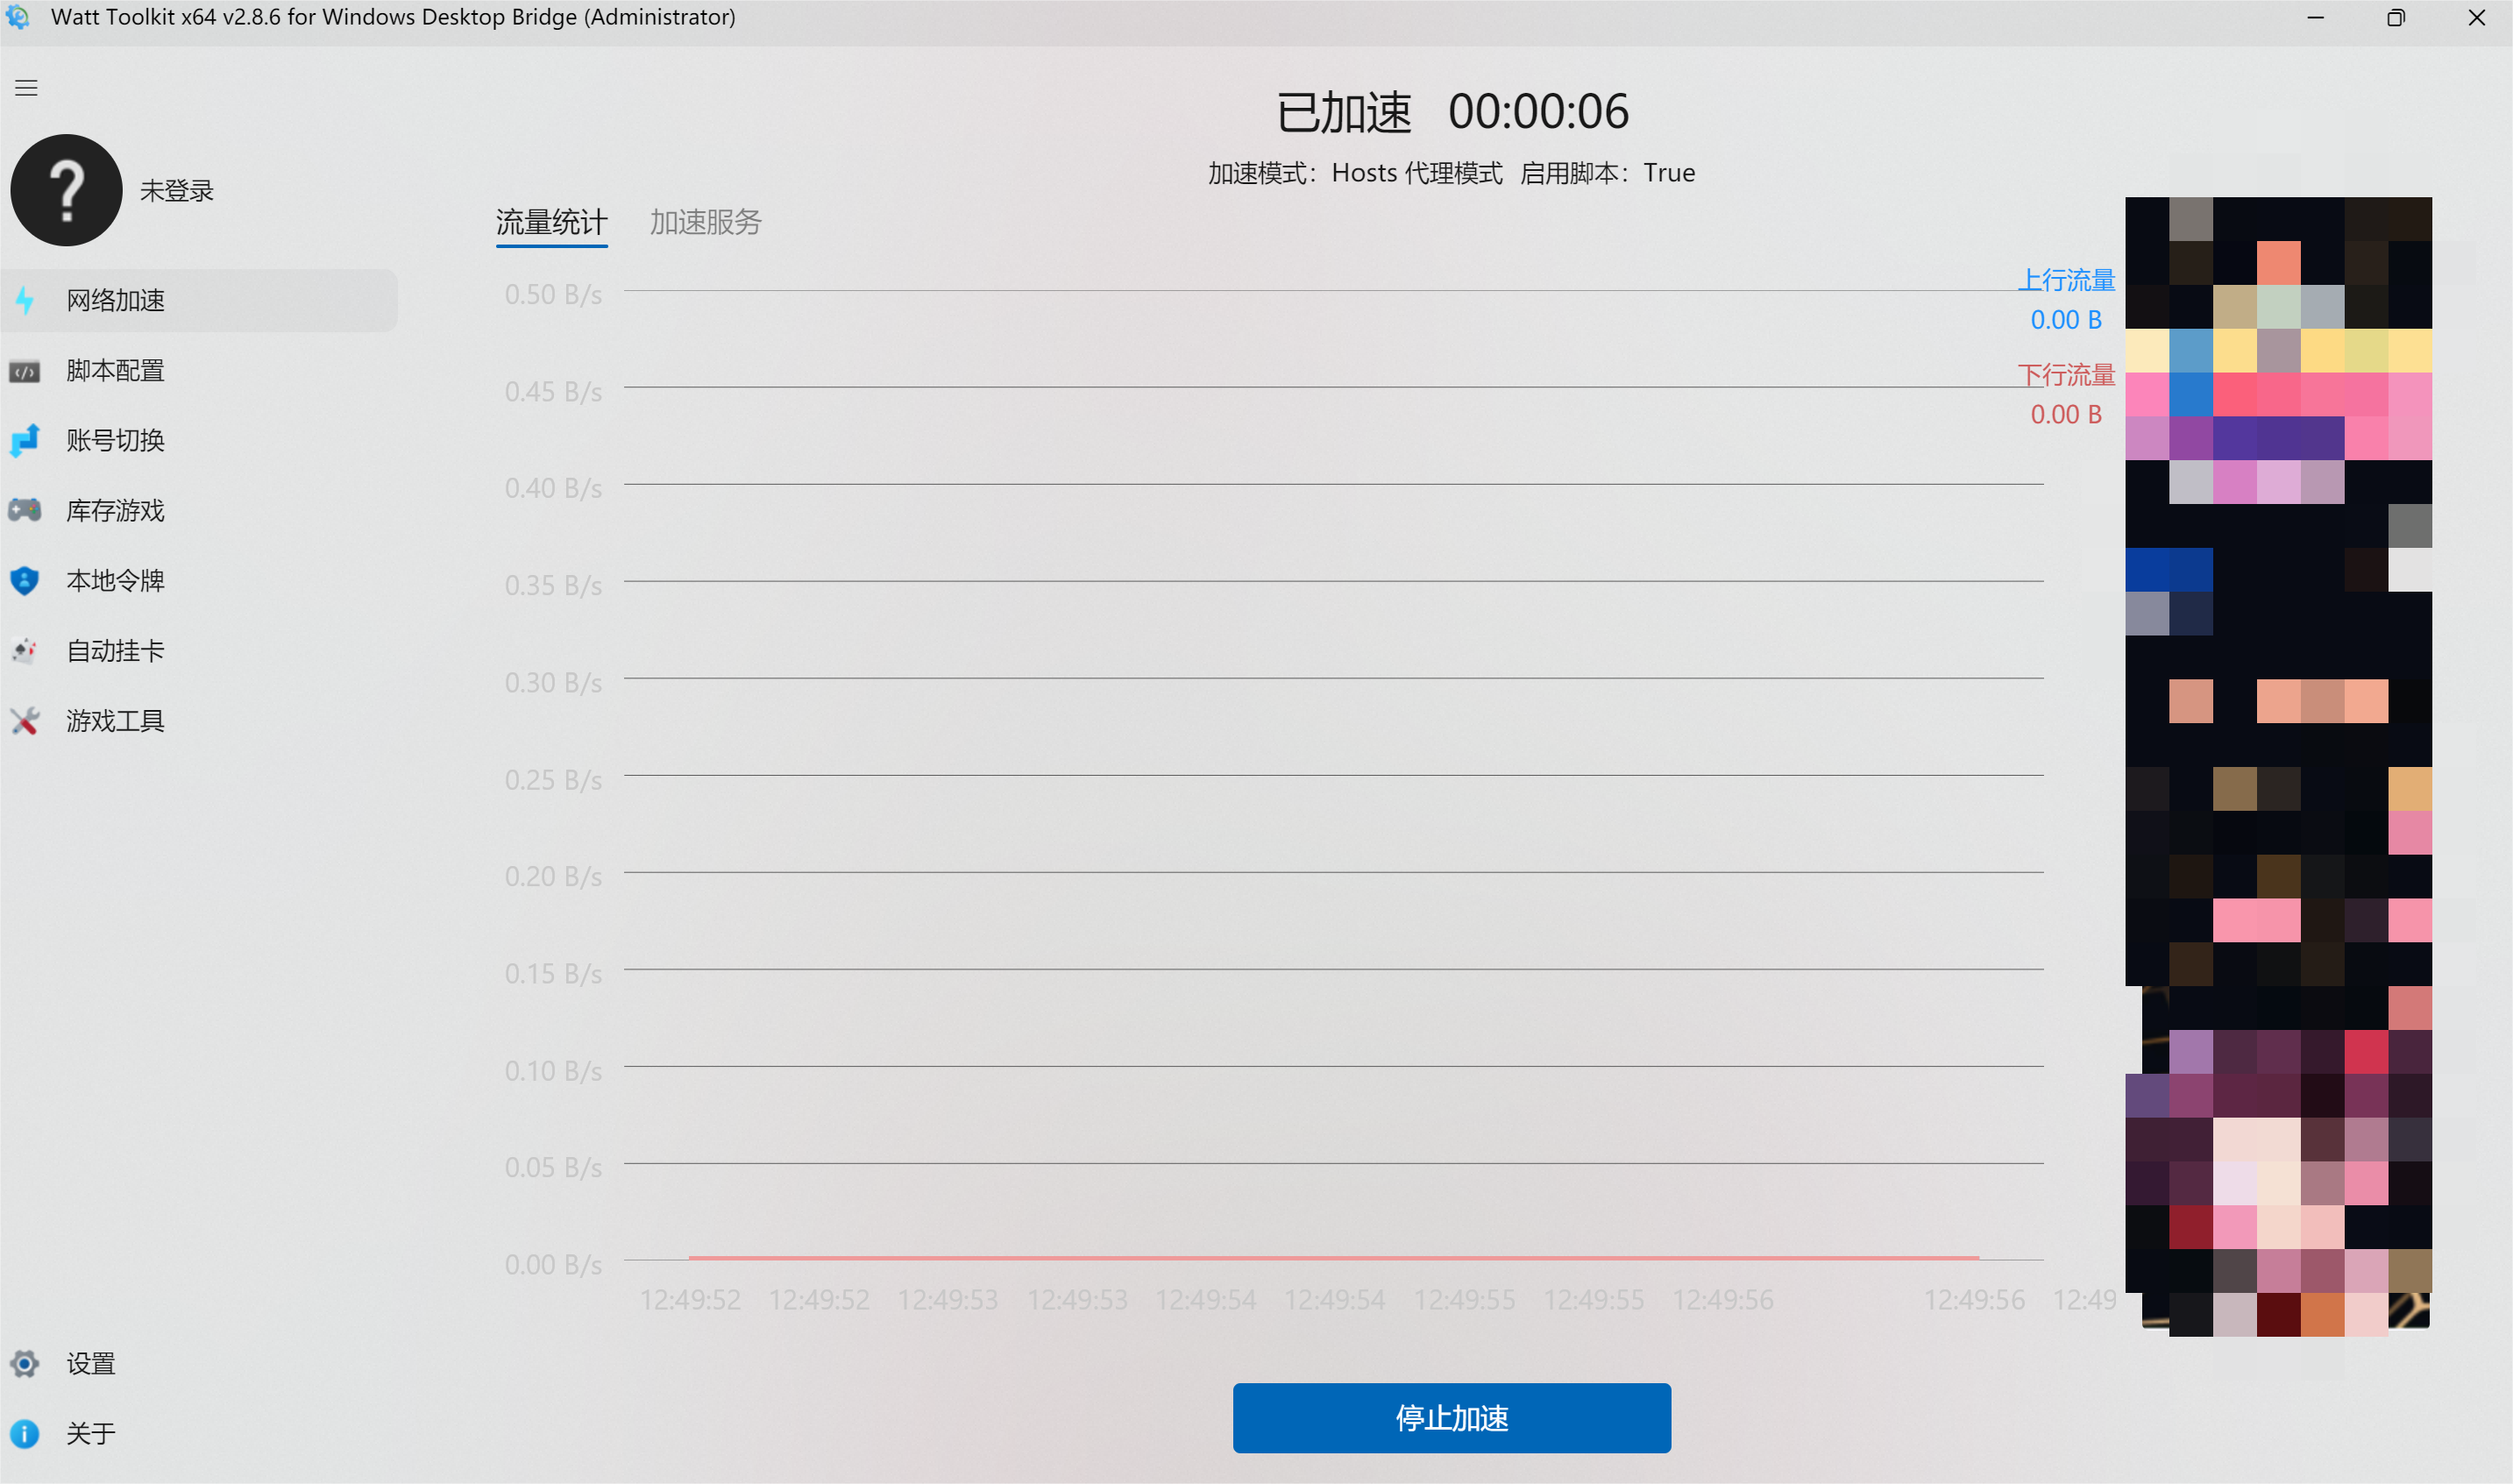 Watt Toolkit x64 v2.8.6 for Windows Desktop Bridge (Administrator)
未登录
网络加速
脚本配置
账号切换
库存游戏
本地令牌
自动挂卡
游戏工具
设置
关于
已加速 00:00:06
加速模式：Hosts 代理模式 启用脚本：True
流量统计 加速服务
上行流量
0.00 B
下行流量
0.00 B
0.50 B/s
0.45 B/s
0.40 B/s
0.35 B/s
0.30 B/s
0.25 B/s
0.20 B/s
0.15 B/s
0.10 B/s
0.05 B/s
0.00 B/s
12:49:52 12:49:52 12:49:53 12:49:53 12:49:54 12:49:54 12:49:55 12:49:55 12:49:56 12:49:56 12:49
停止加速